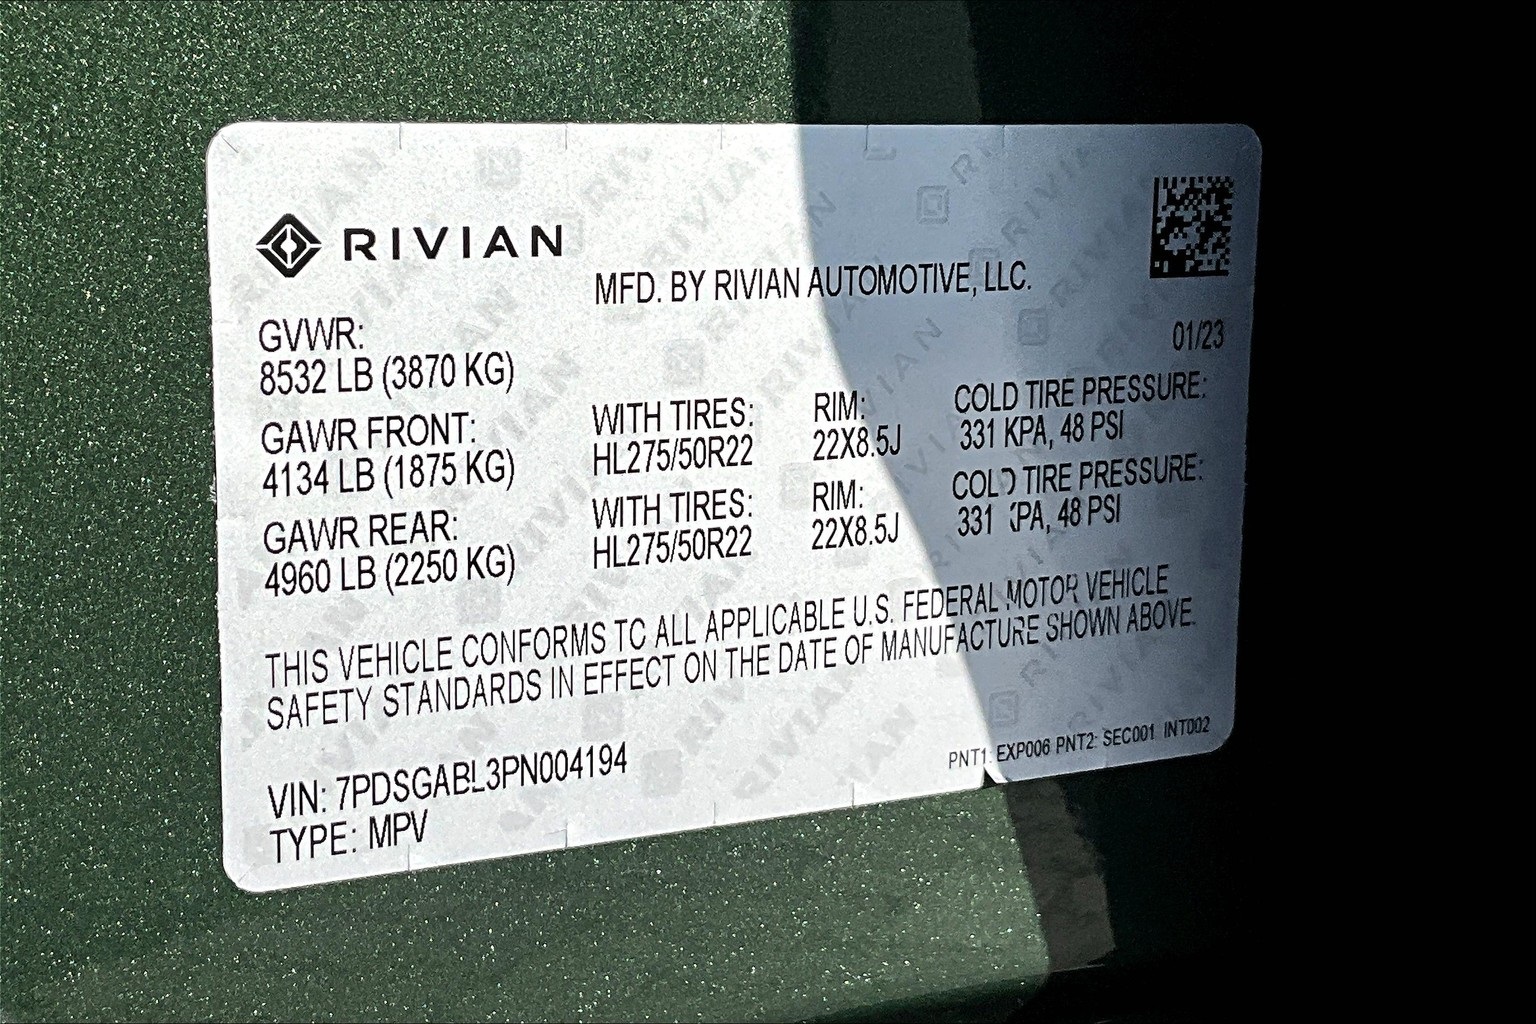 RIVIAN
MFD. BY RIVIAN AUTOMOTIVE, LLC.
01/23
GVWR:
8532 LB (3870 KG)
GAWR FRONT: WITH TIRES: RIM: COLD TIRE PRESSURE:
4134 LB (1875 KG) HL275/50R22 22X8.5J 331 KPA, 48 PSI
GAWR REAR: WITH TIRES: RIM: COLD TIRE PRESSURE:
4960 LB (2250 KG) HL275/50R22 22X8.5J 331 KPA, 48 PSI
THIS VEHICLE CONFORMS TO ALL APPLICABLE U.S. FEDERAL MOTOR VEHICLE
SAFETY STANDARDS IN EFFECT ON THE DATE OF MANUFACTURE SHOWN ABOVE.
PNT1: EXP006 PNT2: SEC001 INT002
VIN: 7PDSGABL3PN004194
TYPE: MPV